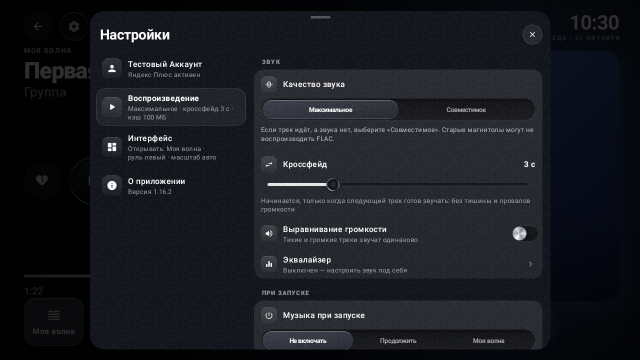 10:30
СРЕДА · 21 ОКТЯБРЯ
МОЯ ВОЛНА
Перва
Группа
1:22
Моя волна
Настройки
Тестовый Аккаунт
Яндекс Плюс активен
Воспроизведение
Максимальное · кроссфейд 3 с ·
кэш 100 МБ
Интерфейс
Открывать: Моя волна ·
руль левый · масштаб авто
О приложении
Версия 1.16.2
ЗВУК
Качество звука
Максимальное
Совместимое
Если трек идёт, а звука нет, выберите «Совместимое». Старые магнитолы могут не
воспроизводить FLAC.
Кроссфейд
3 с
Начинается, только когда следующий трек готов звучать: без тишины и провалов
громкости
Выравнивание громкости
Тихие и громкие треки звучат одинаково
Эквалайзер
Выключен — настроить звук под себя
ПРИ ЗАПУСКЕ
Музыка при запуске
Не включать
Продолжить
Моя волна